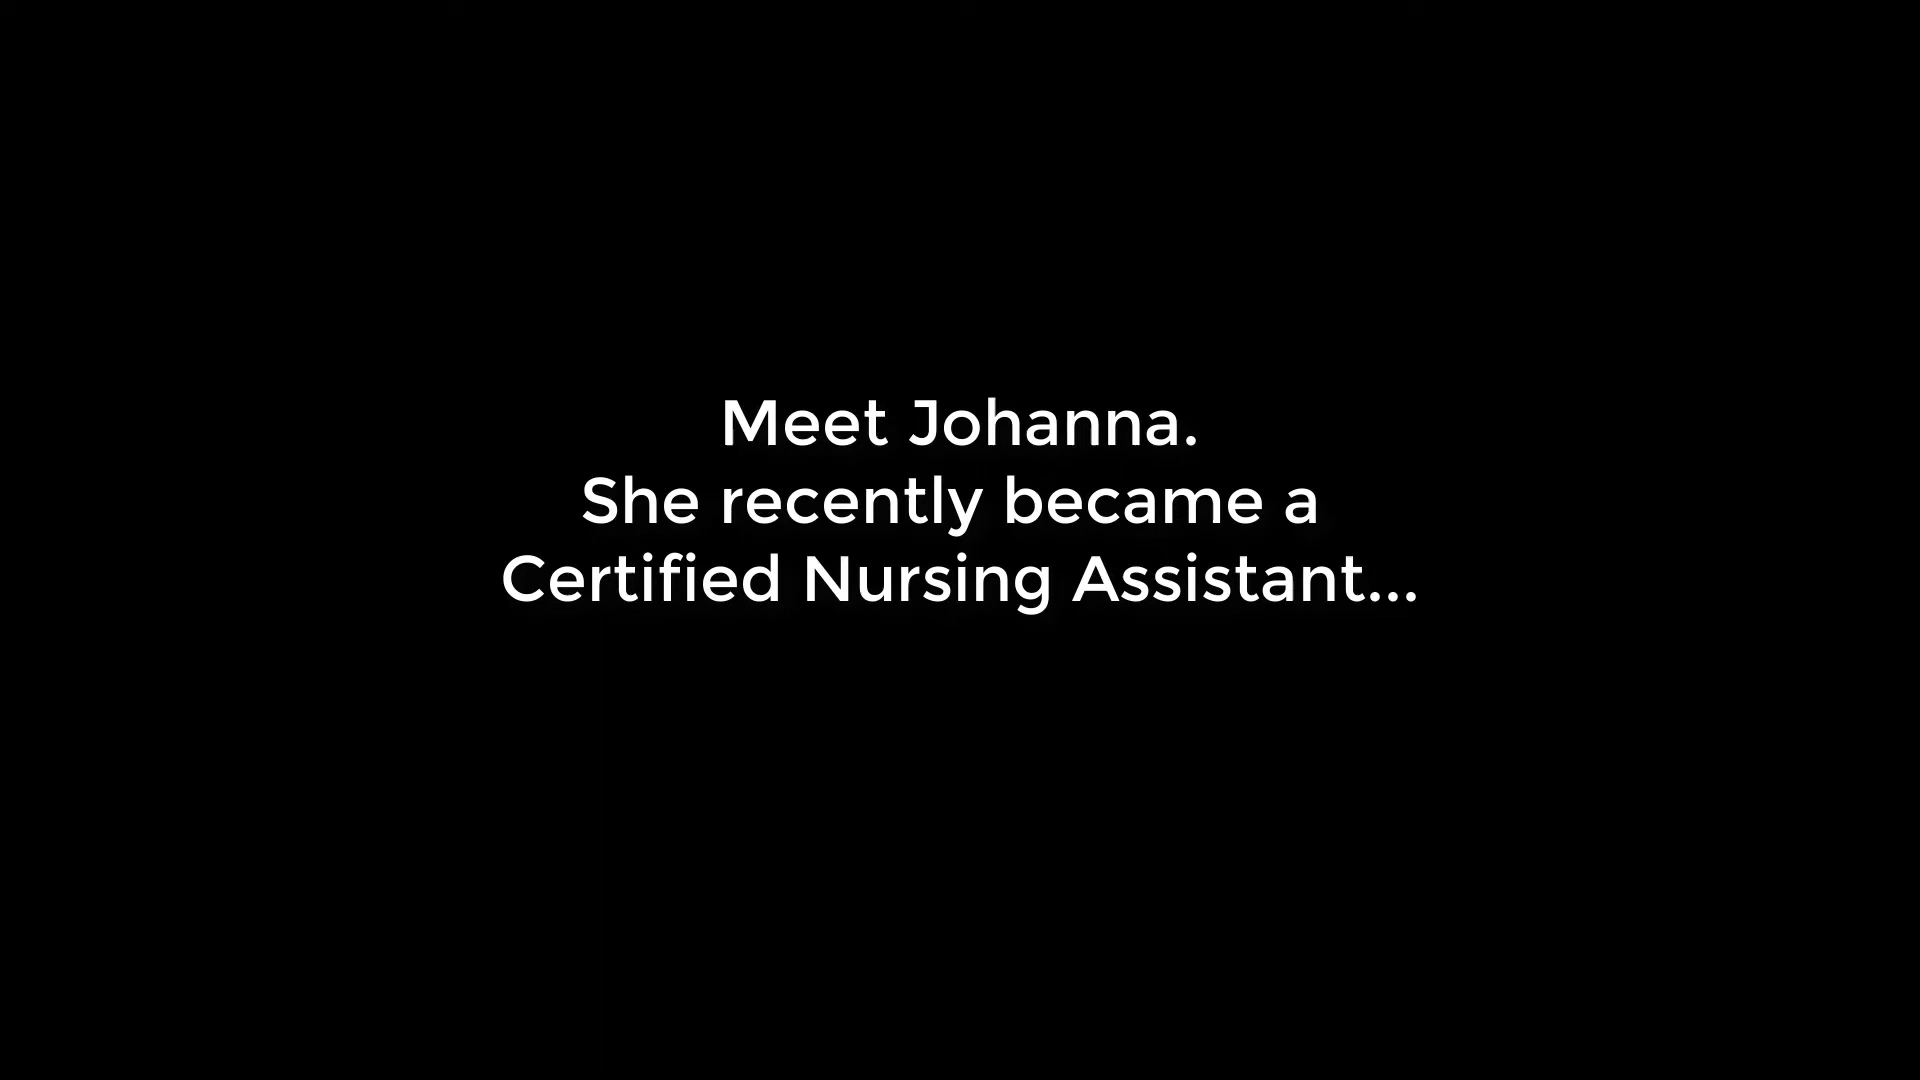 Meet Johanna.
She recently became a
Certified Nursing Assistant...